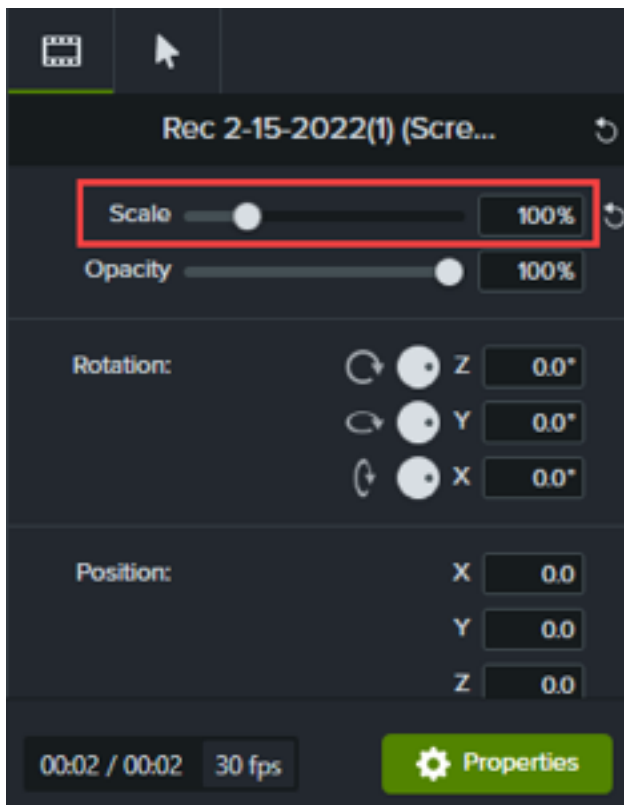 Rec 2-15-2022(1) (Scre...
Scale 100%
Opacity 100%
Rotation: Z 0.0°
Y 0.0°
X 0.0°
Position: X 0.0
Y 0.0
Z 0.0
00:02 / 00:02 30 fps Properties